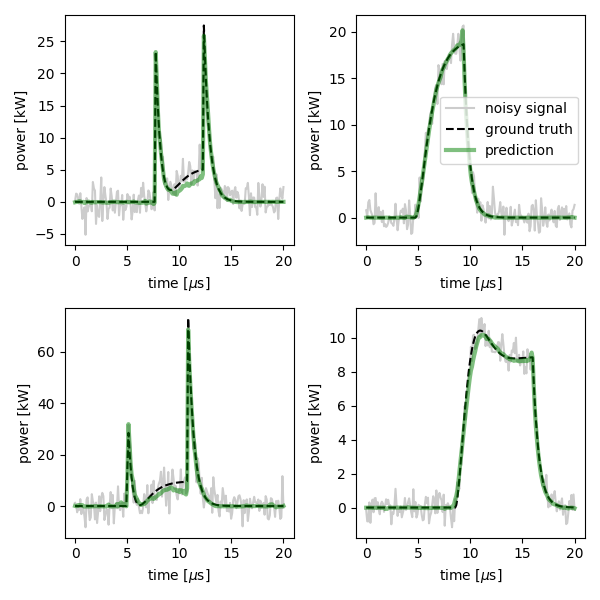 power [kW]
25
20
15
10
5
0
−5
0 5 10 15 20
time [μs]
power [kW]
20
15
10
5
0
noisy signal
ground truth
prediction
0 5 10 15 20
time [μs]
power [kW]
60
40
20
0
0 5 10 15 20
time [μs]
power [kW]
10
8
6
4
2
0
0 5 10 15 20
time [μs]